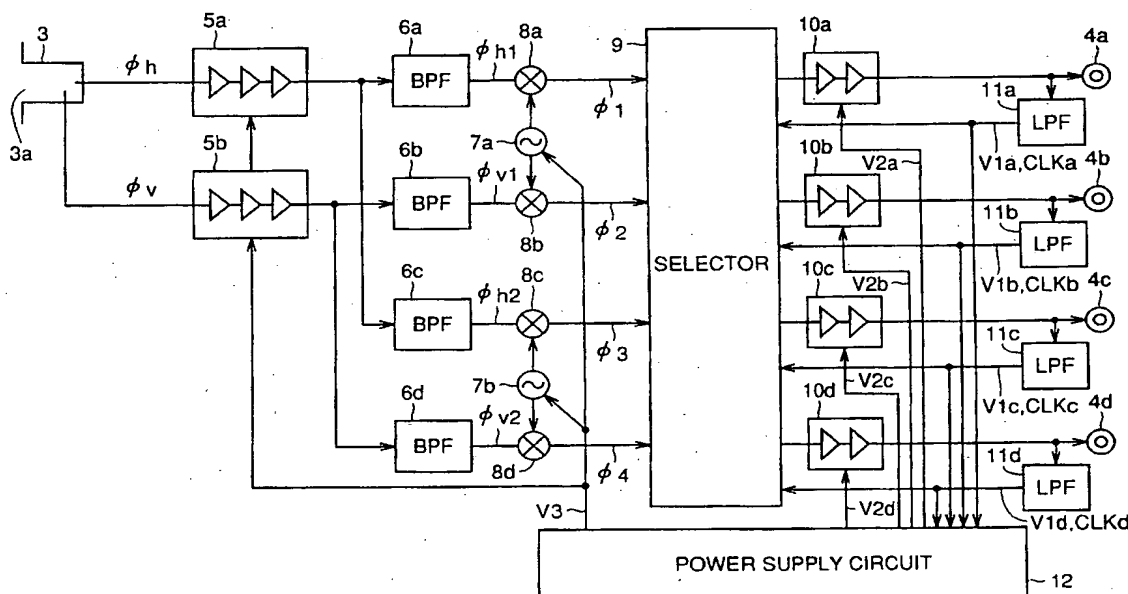 3
3a
φh
φv
5a
5b
6a
BPF
φh1
8a
φ1
7a
6b
BPF
φv1
8b
φ2
6c
BPF
φh2
8c
φ3
7b
6d
BPF
φv2
8d
φ4
V3
9
SELECTOR
10a
4a
11a
LPF
V1a,CLKa
V2a
10b
4b
11b
LPF
V1b,CLKb
V2b
10c
4c
11c
LPF
V1c,CLKc
V2c
10d
4d
11d
LPF
V1d,CLKd
V2d
POWER SUPPLY CIRCUIT
12